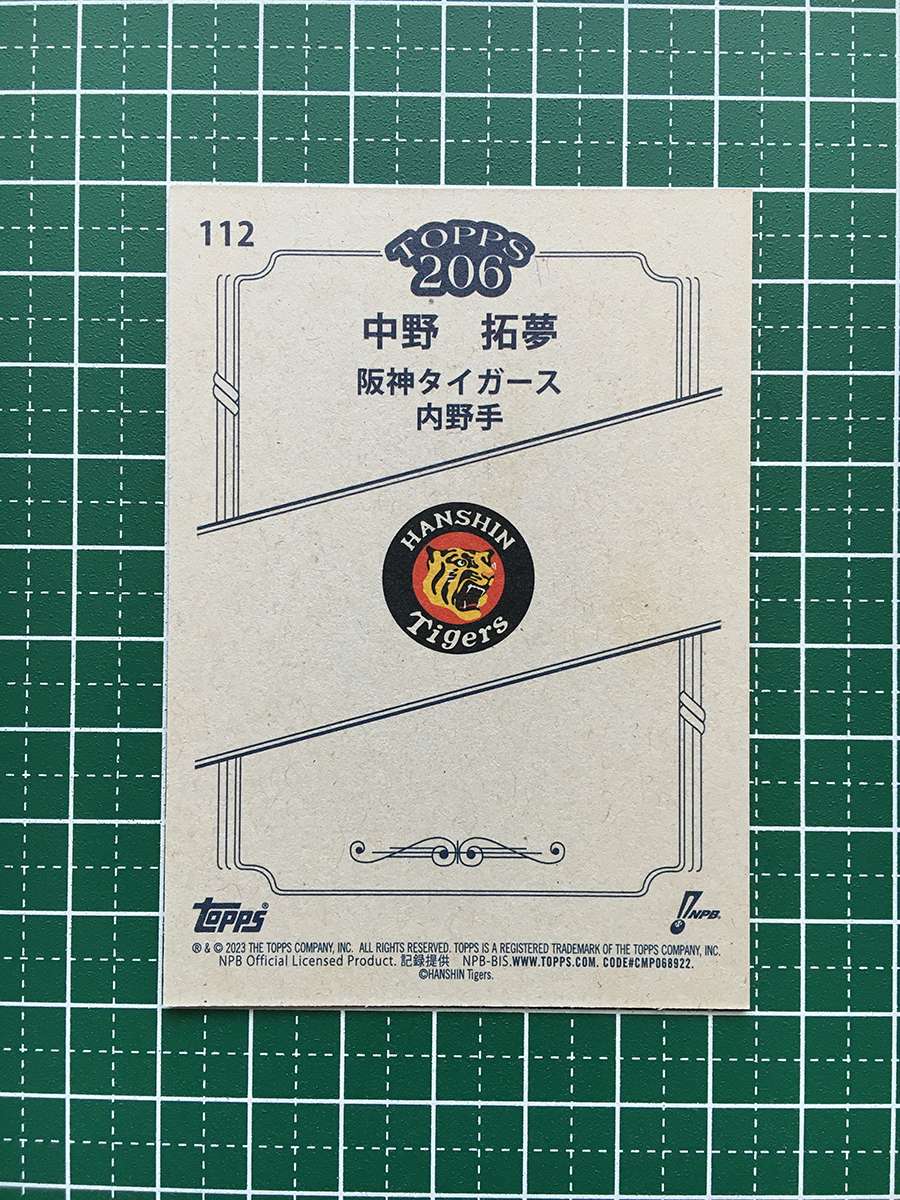 112
TOPPS
206
中野 拓夢
阪神タイガース
内野手
HANSHIN
Tigers
Topps®
NPB®
® & © 2023 THE TOPPS COMPANY, INC. ALL RIGHTS RESERVED. TOPPS IS A REGISTERED TRADEMARK OF THE TOPPS COMPANY, INC.
NPB Official Licensed Product. 記録提供 NPB-BIS.WWW.TOPPS.COM. CODE#CMP068922.
©HANSHIN Tigers.